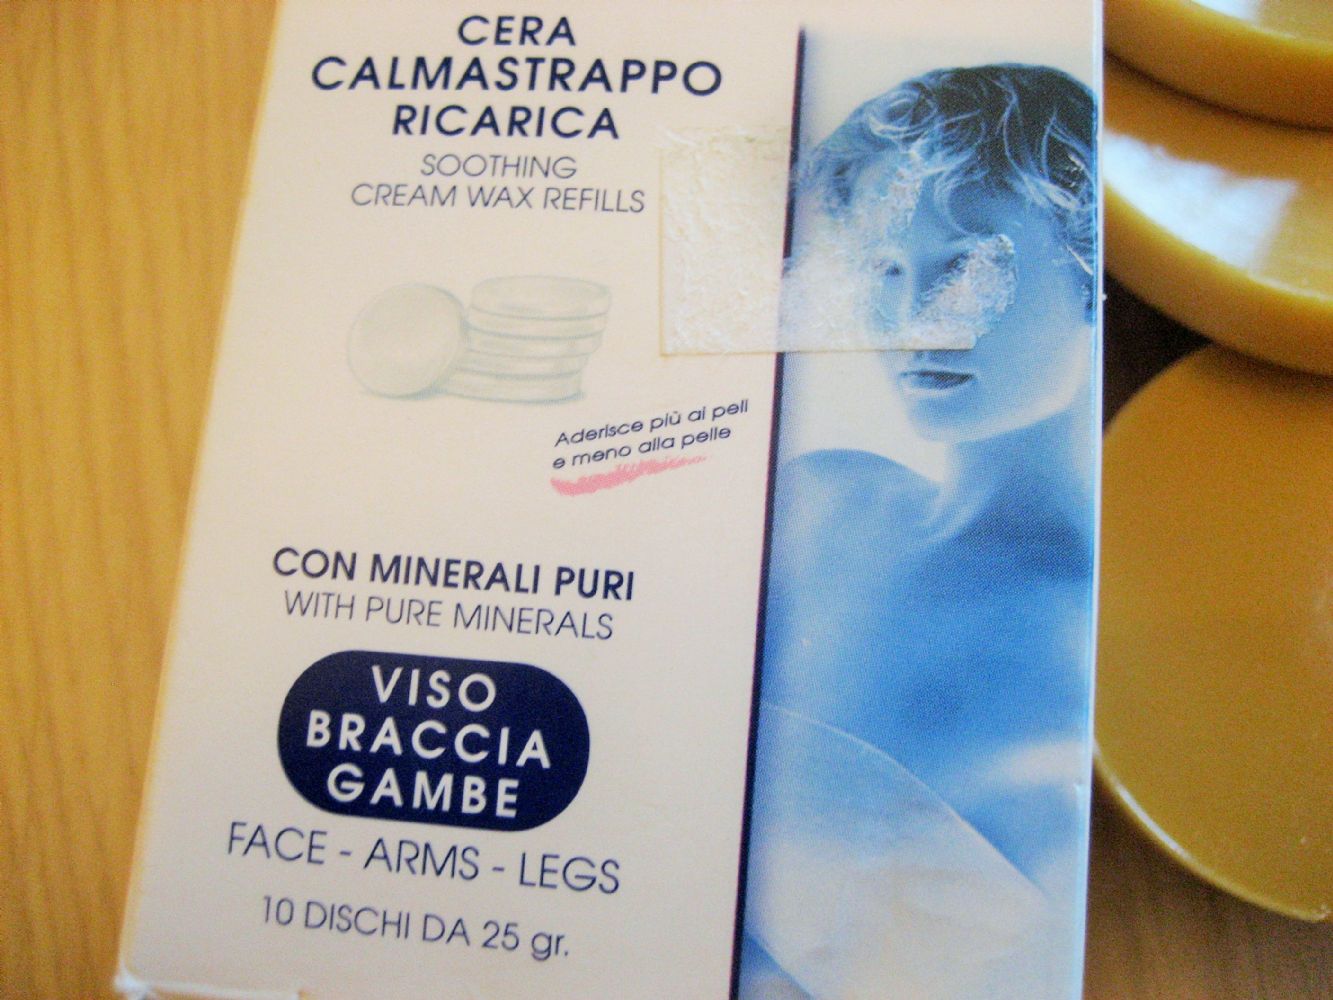 CERA
CALMASTRAPPO
RICARICA
SOOTHING
CREAM WAX REFILLS
Aderisce più ai peli
e meno alla pelle
CON MINERALI PURI
WITH PURE MINERALS
VISO
BRACCIA
GAMBE
FACE - ARMS - LEGS
10 DISCHI DA 25 gr.